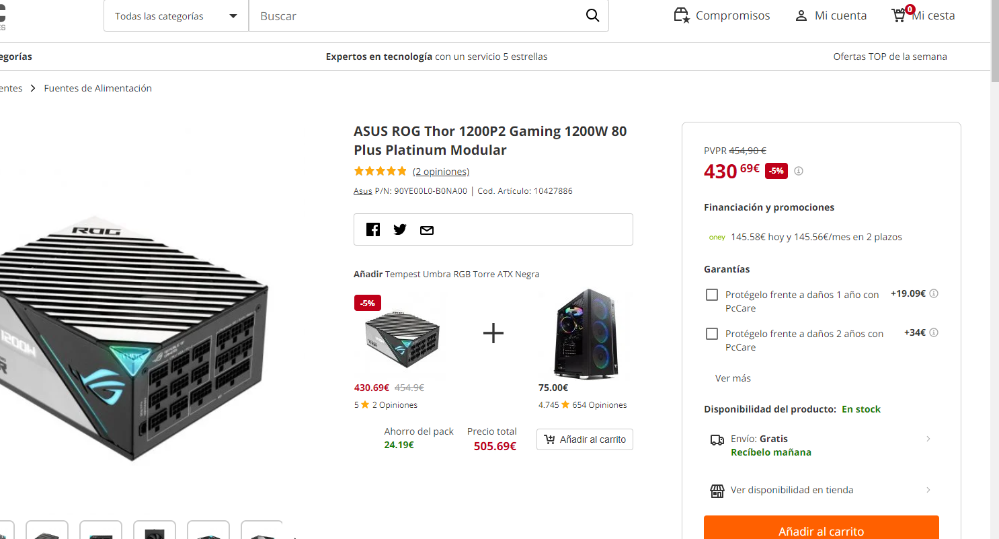 Todas las categorías
Buscar
Compromisos
Mi cuenta
0
Mi cesta
egorías
Expertos en tecnología con un servicio 5 estrellas
Ofertas TOP de la semana
entes
Fuentes de Alimentación
ASUS ROG Thor 1200P2 Gaming 1200W 80
Plus Platinum Modular
(2 opiniones)
Asus P/N: 90YE00L0-B0NA00 | Cod. Artículo: 10427886
ROG
1200W
THOR
Añadir Tempest Umbra RGB Torre ATX Negra
-5%
430.69€ 454.9€
5 2 Opiniones
75.00€
4.745 654 Opiniones
Ahorro del pack
24.19€
Precio total
505.69€
Añadir al carrito
PVPR 454,90 €
430 69€ -5%
Financiación y promociones
oney 145.58€ hoy y 145.56€/mes en 2 plazos
Garantías
Protégelo frente a daños 1 año con
PcCare
+19.09€
Protégelo frente a daños 2 años con
PcCare
+34€
Ver más
Disponibilidad del producto: En stock
Envío: Gratis
Recíbelo mañana
Ver disponibilidad en tienda
Añadir al carrito